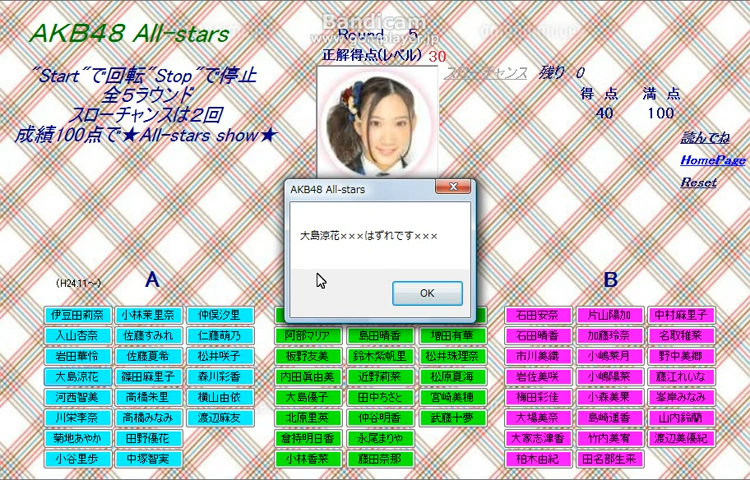 Bandicam
www.gomplayer.jp
AKB48 All-stars
Round 5
正解得点(レベル) 30
"Start"で回転"Stop"で停止
全5ラウンド
スローチャンスは2回
成績100点で★All-stars show★
スローチャンス 残り 0
得 点 満 点
40 100
読んでね
HomePage
Reset
AKB48 All-stars
大島涼花×××はずれです×××
OK
(H24.11～) A B
伊豆田莉奈 小林茉里奈 仲俣汐里 石田安奈 片山陽加 中村麻里子
入山杏奈 佐藤すみれ 仁藤萌乃 阿部マリア 島田晴香 増田有華 石田晴香 加藤玲奈 名取稚菜
岩田華怜 佐藤夏希 松井咲子 板野友美 鈴木紫帆里 松井珠理奈 市川美織 小嶋菜月 野中美郷
大島涼花 篠田麻里子 森川彩香 内田眞由美 近野莉菜 松原夏海 岩佐美咲 小嶋陽菜 藤江れいな
河西智美 高橋朱里 横山由依 大島優子 田中ちさと 宮崎美穂 梅田彩佳 小森美果 峯岸みなみ
川栄李奈 高橋みなみ 渡辺麻友 北原里英 仲谷明香 武藤十夢 大場美奈 島崎遥香 山内鈴蘭
菊地あやか 田野優花 倉持明日香 永尾まりや 大家志津香 竹内美宥 渡辺美優紀
小谷里歩 中塚智実 小林香菜 藤田奈那 柏木由紀 田名部生来